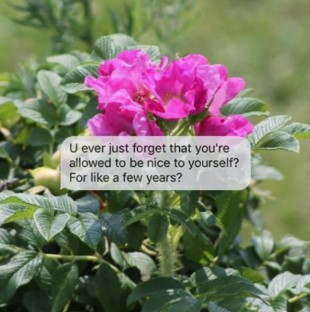 U ever just forget that you're
allowed to be nice to yourself?
For like a few years?